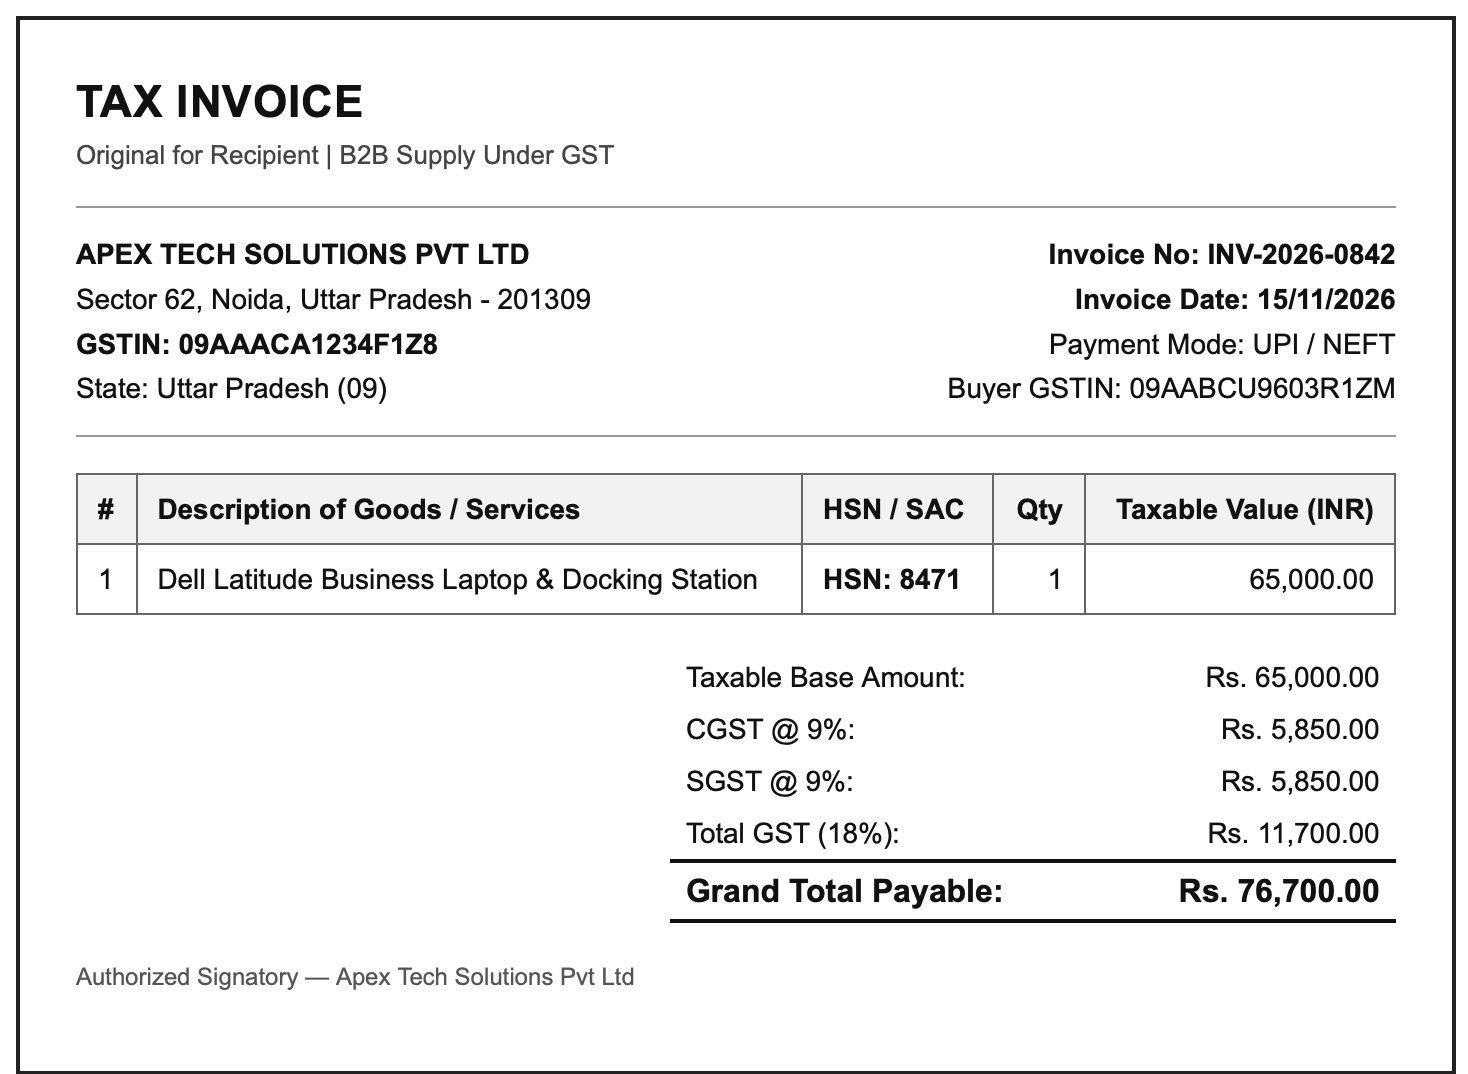 TAX INVOICE
Original for Recipient | B2B Supply Under GST
APEX TECH SOLUTIONS PVT LTD
Sector 62, Noida, Uttar Pradesh - 201309
GSTIN: 09AAACA1234F1Z8
State: Uttar Pradesh (09)
Invoice No: INV-2026-0842
Invoice Date: 15/11/2026
Payment Mode: UPI / NEFT
Buyer GSTIN: 09AABCU9603R1ZM
# Description of Goods / Services HSN / SAC Qty Taxable Value (INR)
1 Dell Latitude Business Laptop & Docking Station HSN: 8471 1 65,000.00
Taxable Base Amount: Rs. 65,000.00
CGST @ 9%: Rs. 5,850.00
SGST @ 9%: Rs. 5,850.00
Total GST (18%): Rs. 11,700.00
Grand Total Payable: Rs. 76,700.00
Authorized Signatory — Apex Tech Solutions Pvt Ltd